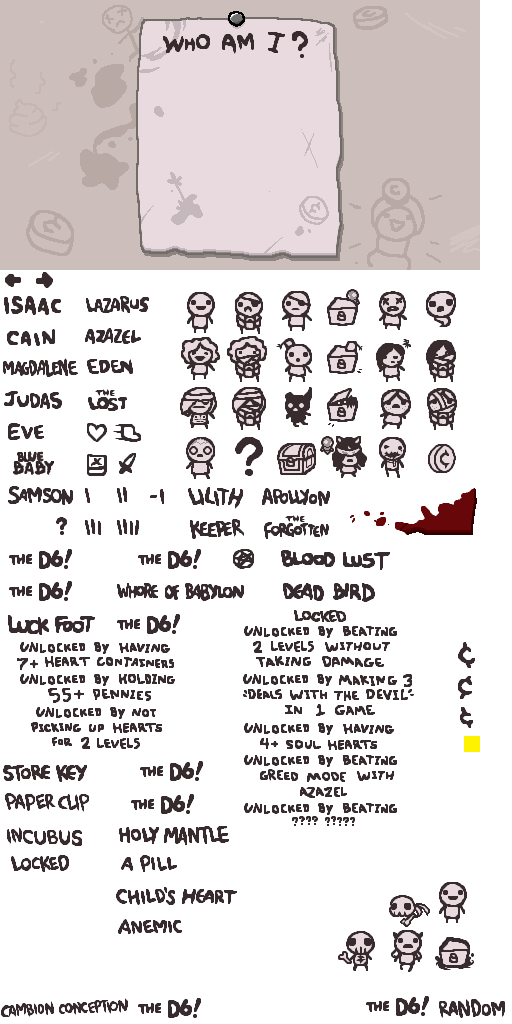 WHO AM I?
ISAAC LAZARUS
CAIN AZAZEL
MAGDALENE EDEN
JUDAS THE LOST
EVE
BLUE BABY
SAMSON I II -I LILITH APOLLYON
? III IIII KEEPER THE FORGOTTEN
THE D6! THE D6! BLOOD LUST
THE D6! WHORE OF BABYLON DEAD BIRD
LUCK FOOT THE D6!
UNLOCKED BY HAVING
7+ HEART CONTAINERS
UNLOCKED BY HOLDING
55+ PENNIES
UNLOCKED BY NOT
PICKING UP HEARTS
FOR 2 LEVELS
LOCKED
UNLOCKED BY BEATING
2 LEVELS WITHOUT
TAKING DAMAGE
UNLOCKED BY MAKING 3
"DEALS WITH THE DEVIL"
IN 1 GAME
UNLOCKED BY HAVING
4+ SOUL HEARTS
UNLOCKED BY BEATING
GREED MODE WITH
AZAZEL
UNLOCKED BY BEATING
???? ?????
¢
¢
¢
STORE KEY THE D6!
PAPER CLIP THE D6!
INCUBUS HOLY MANTLE
LOCKED A PILL
CHILD'S HEART
ANEMIC
CAMBION CONCEPTION THE D6! THE D6! RANDOM